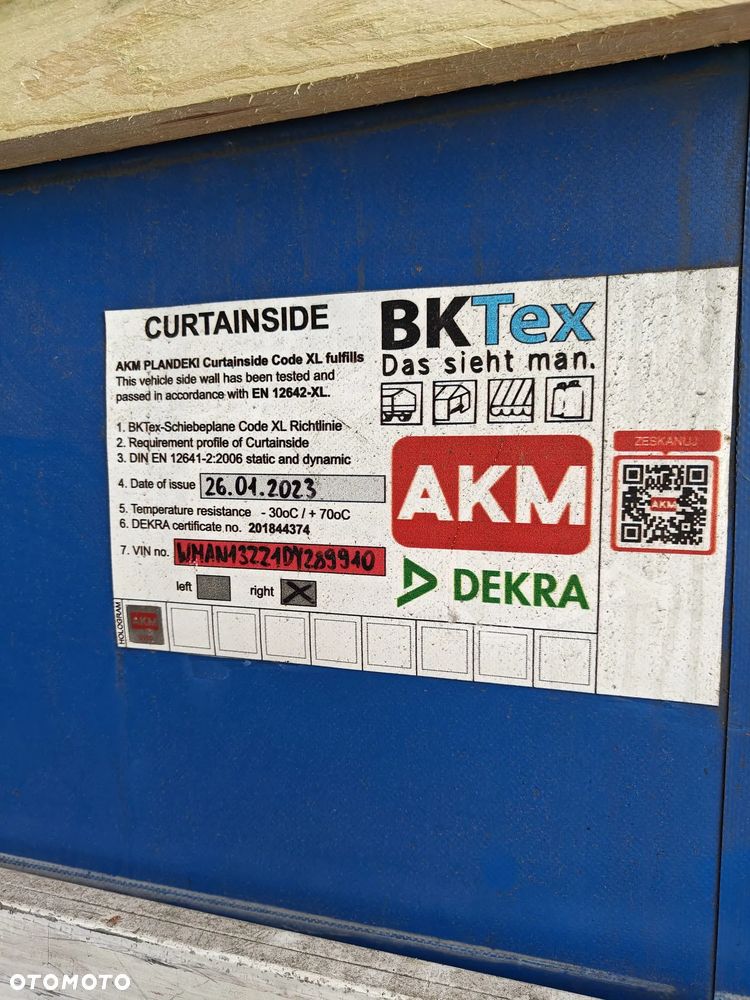 CURTAINSIDE
AKM PLANDEKI Curtainside Code XL fulfills
This vehicle side wall has been tested and
passed in accordance with EN 12642-XL.
1. BKTex-Schiebeplane Code XL Richtlinie
2. Requirement profile of Curtainside
3. DIN EN 12641-2:2006 static and dynamic
4. Date of issue 26.01.2023
5. Temperature resistance - 30oC / + 70oC
6. DEKRA certificate no. 201844374
7. VIN no. WMAN13ZZ1DY289910
left right
HOLOGRAM
AKM
BKTex
Das sieht man.
AKM
DEKRA
ZESKANUJ
AKM
OTOMOTO